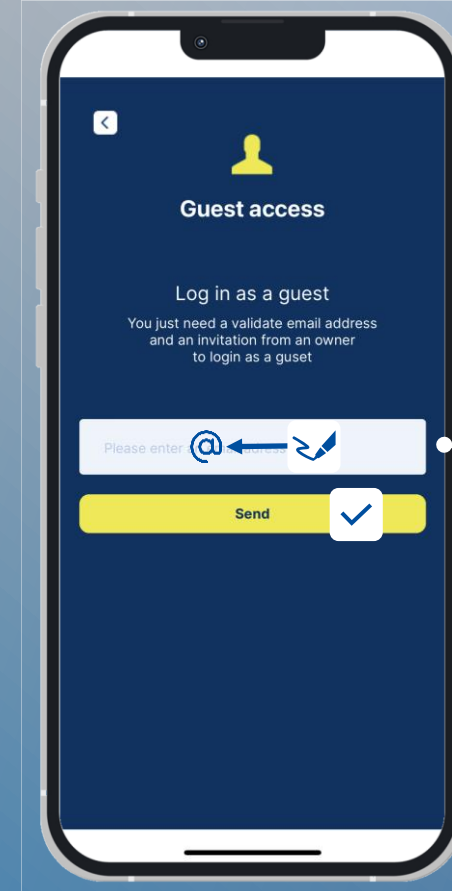 Guest access
Log in as a guest
You just need a validate email address
and an invitation from an owner
to login as a guset
Please enter @
Send